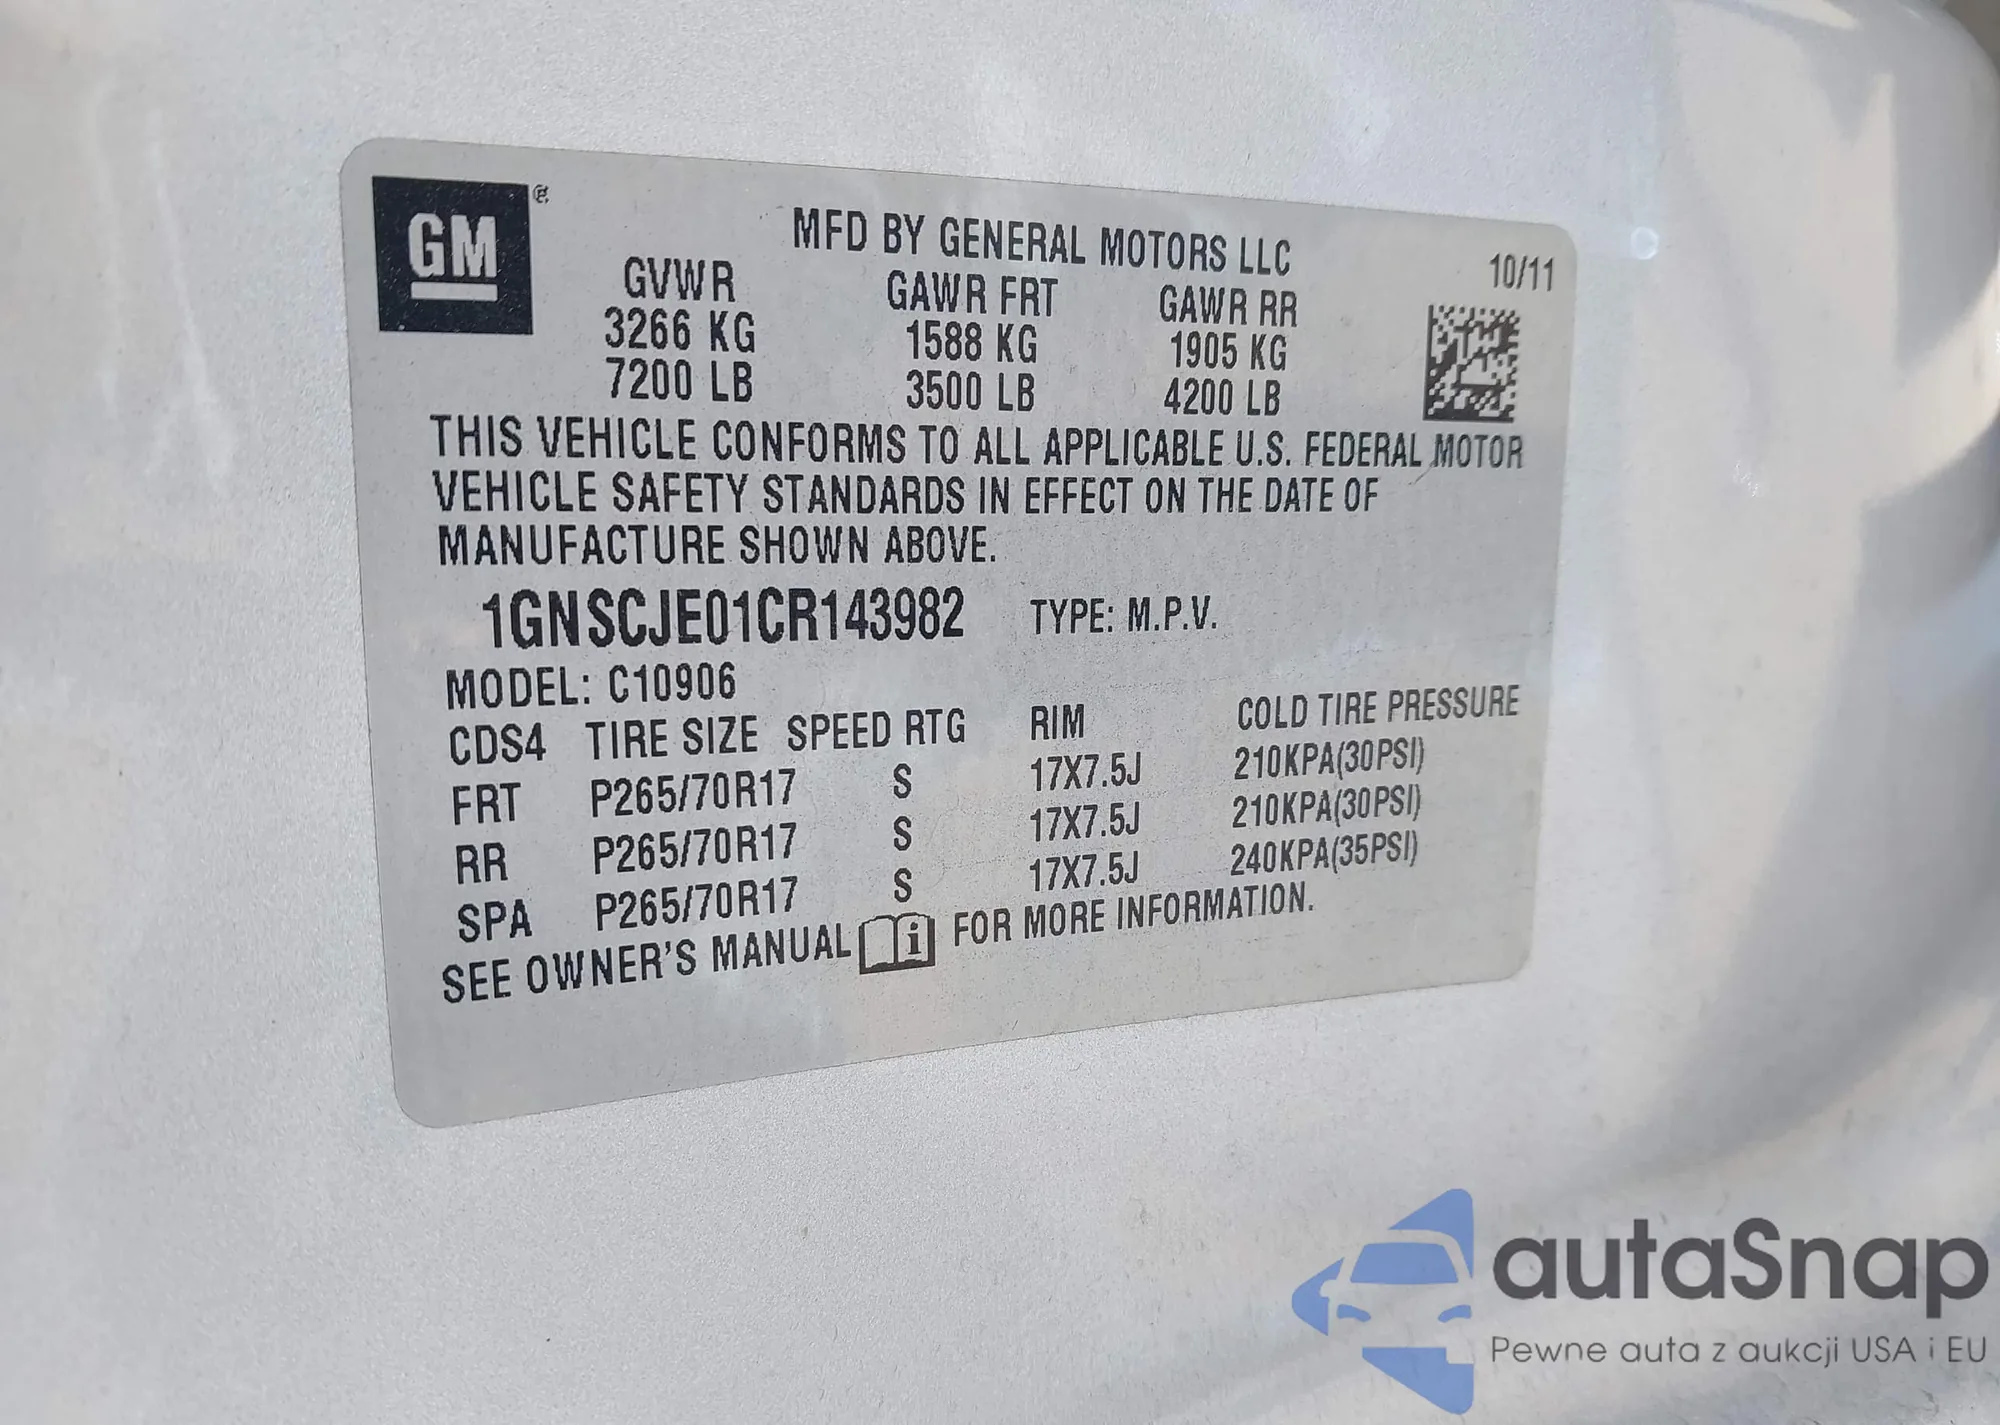 GM®
MFD BY GENERAL MOTORS LLC
10/11
GVWR GAWR FRT GAWR RR
3266 KG 1588 KG 1905 KG
7200 LB 3500 LB 4200 LB
THIS VEHICLE CONFORMS TO ALL APPLICABLE U.S. FEDERAL MOTOR
VEHICLE SAFETY STANDARDS IN EFFECT ON THE DATE OF
MANUFACTURE SHOWN ABOVE.
1GNSCJE01CR143982 TYPE: M.P.V.
MODEL: C10906
CDS4 TIRE SIZE SPEED RTG RIM COLD TIRE PRESSURE
FRT P265/70R17 S 17X7.5J 210KPA(30PSI)
RR P265/70R17 S 17X7.5J 210KPA(30PSI)
SPA P265/70R17 S 17X7.5J 240KPA(35PSI)
SEE OWNER'S MANUAL i FOR MORE INFORMATION.
autaSnap
Pewne auta z aukcji USA i EU